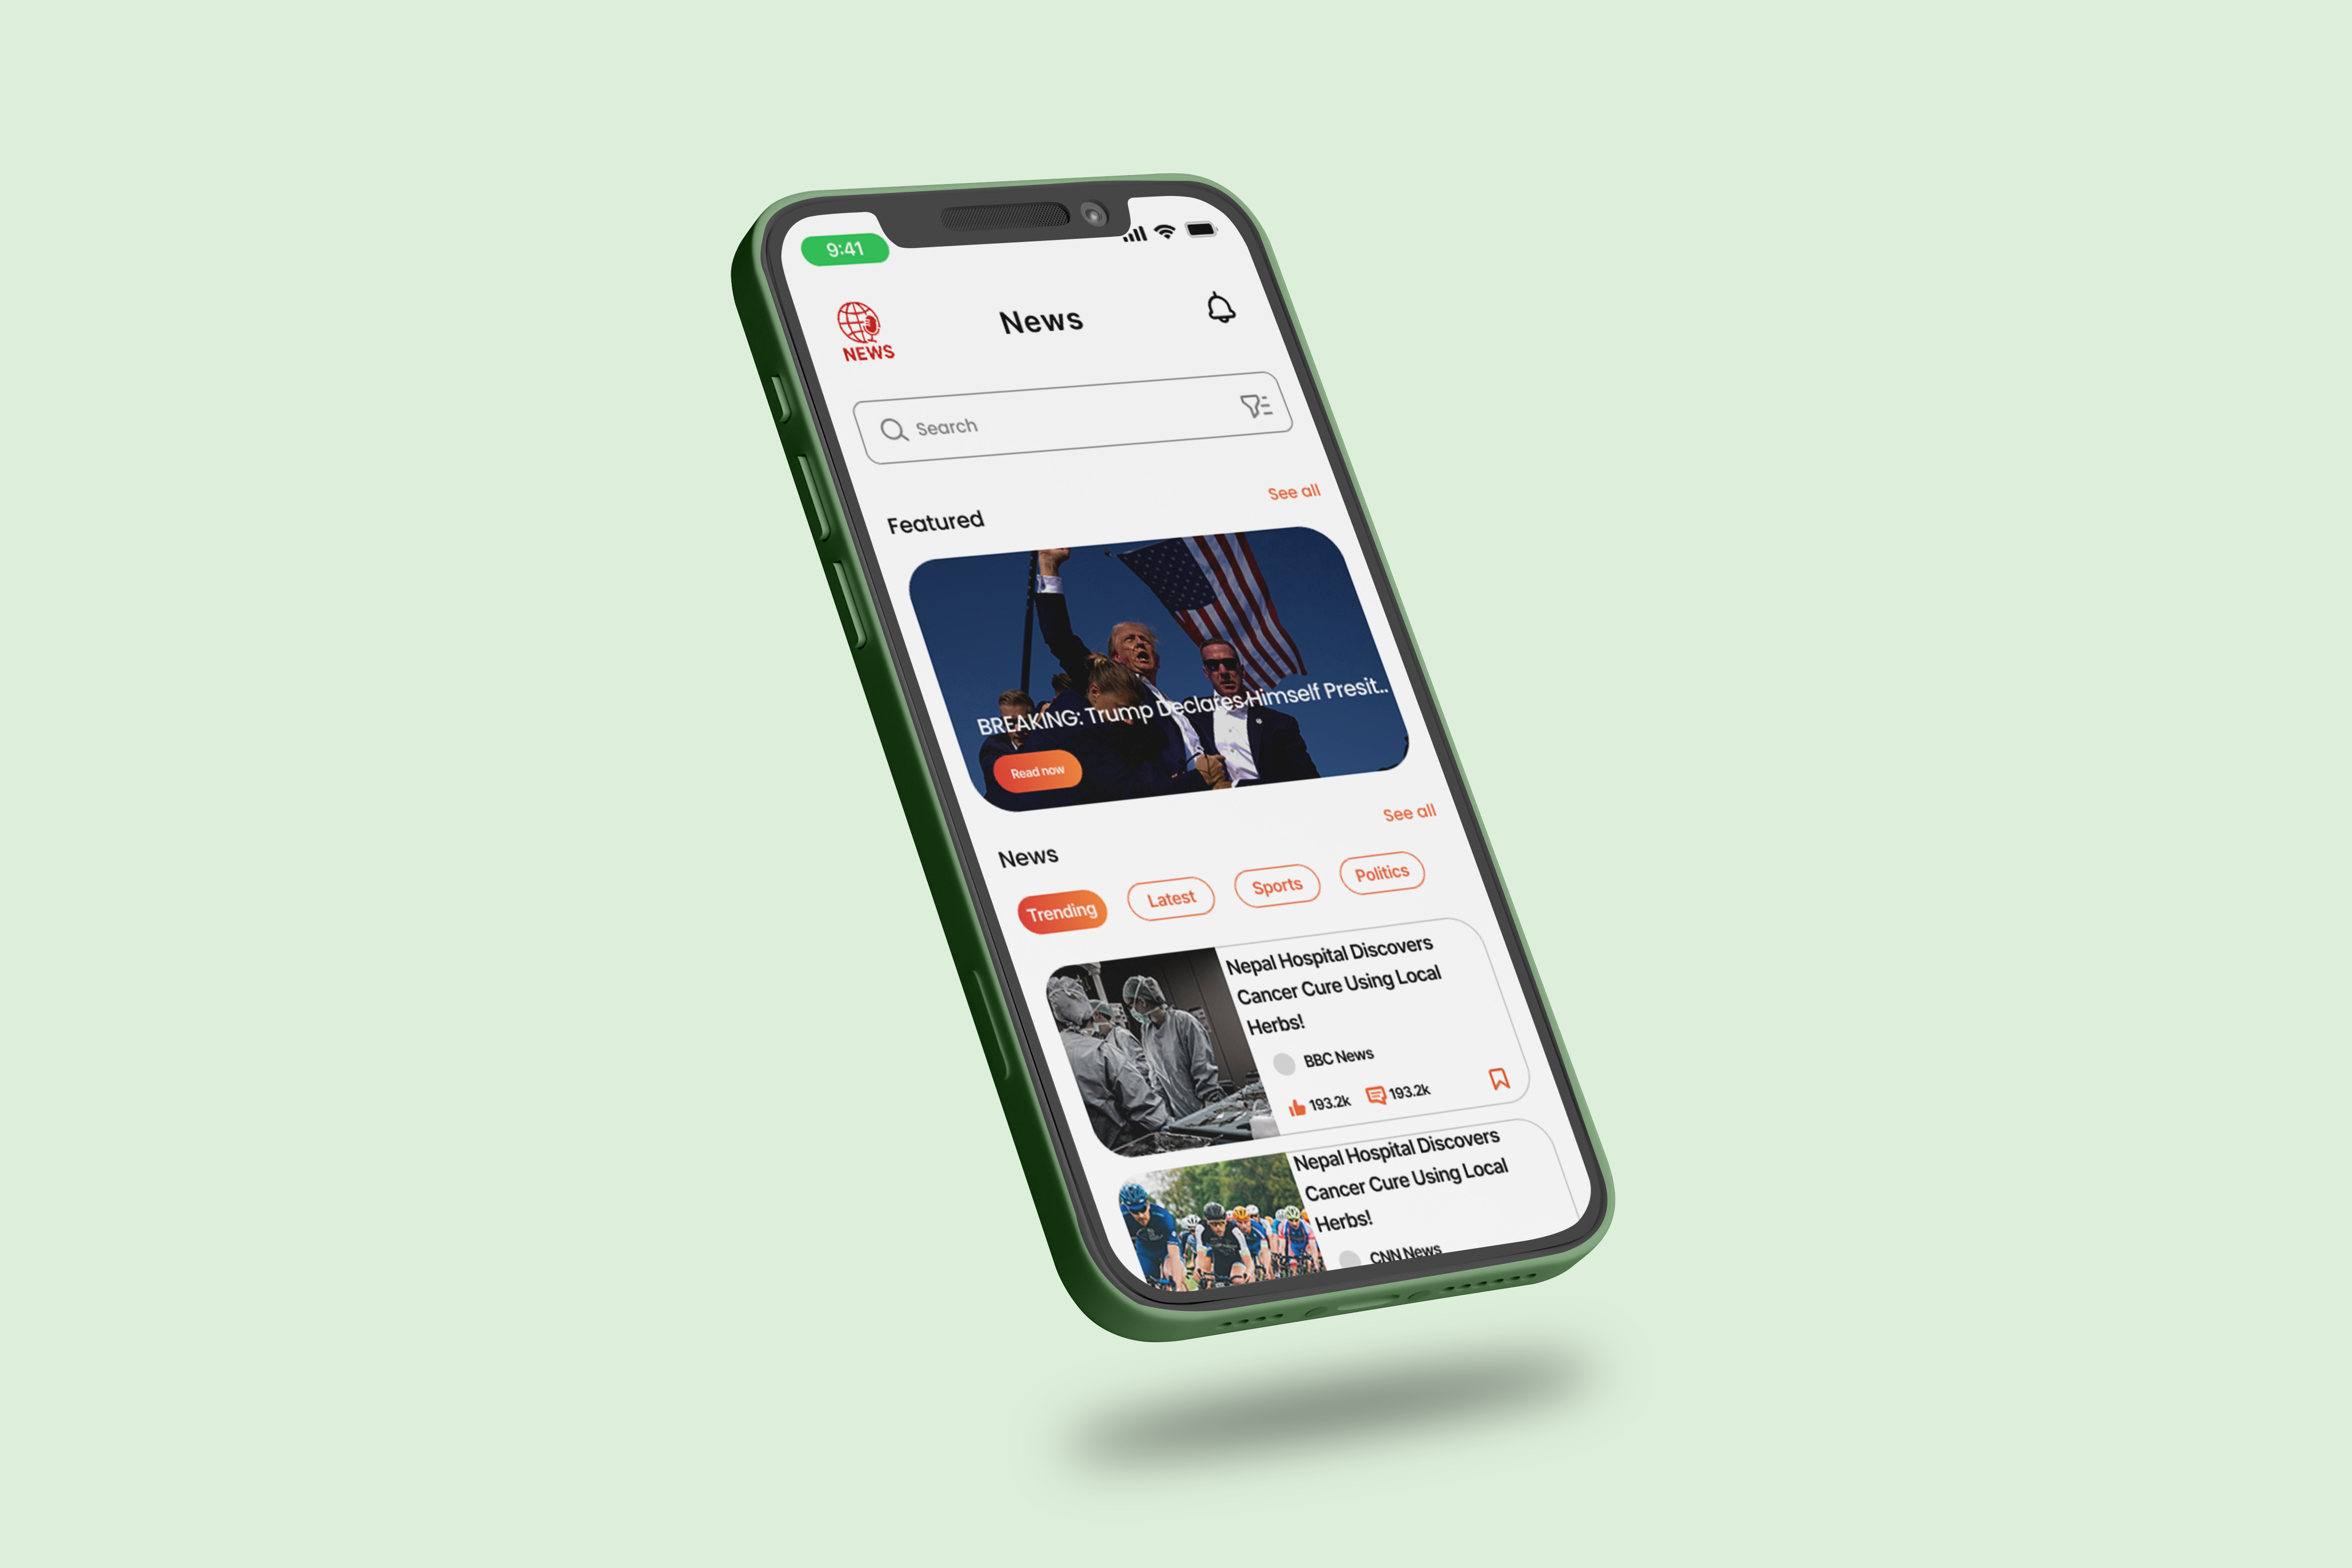 9:41
NEWS
News
Search
See all
Featured
BREAKING: Trump Declares Himself Presit..
Read now
See all
News
Trending
Latest
Sports
Politics
Nepal Hospital Discovers
Cancer Cure Using Local
Herbs!
BBC News
193.2k
193.2k
Nepal Hospital Discovers
Cancer Cure Using Local
Herbs!
CNN News